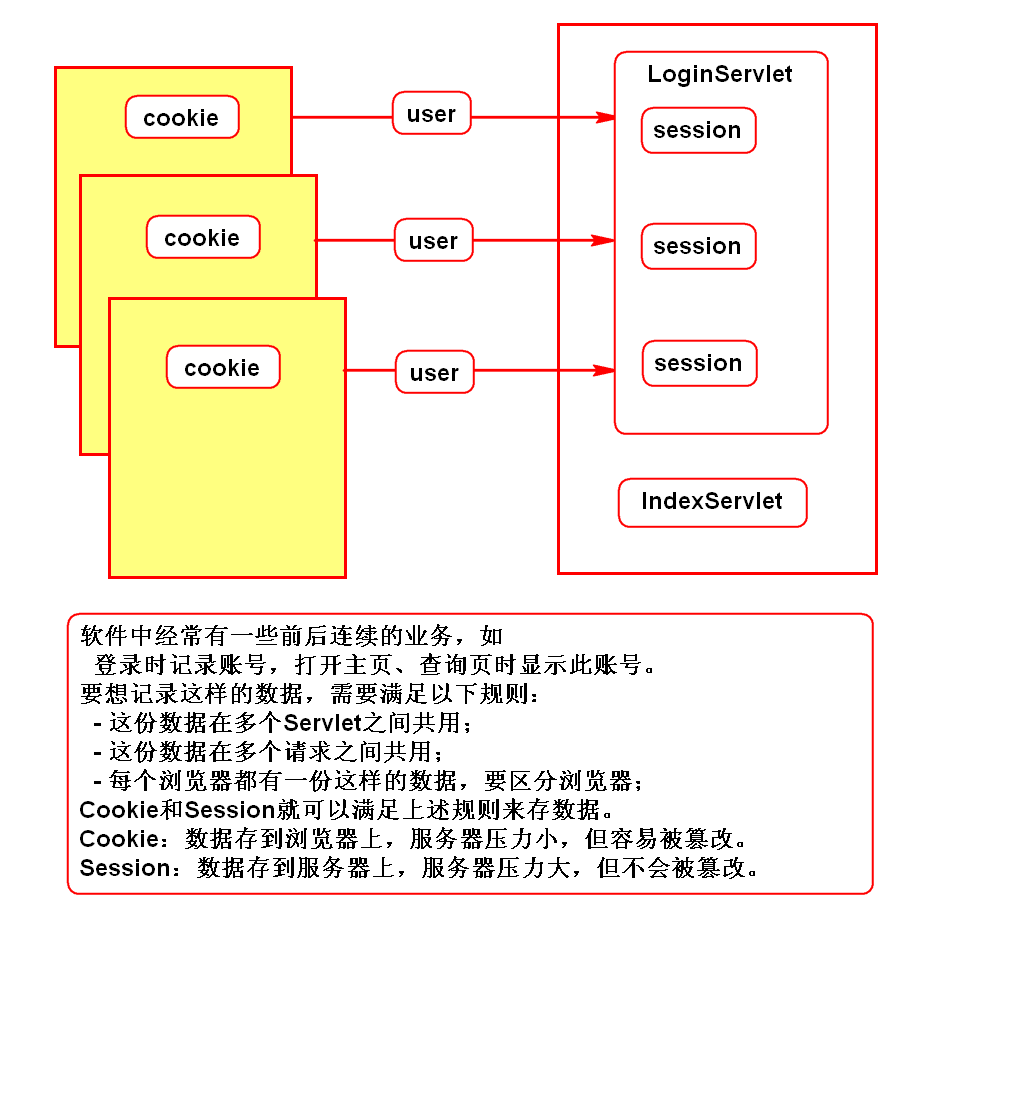 LoginServlet
cookie
user
session
cookie
user
session
cookie
user
session
IndexServlet
软件中经常有一些前后连续的业务，如
登录时记录账号，打开主页、查询页时显示此账号。
要想记录这样的数据，需要满足以下规则：
- 这份数据在多个Servlet之间共用；
- 这份数据在多个请求之间共用；
- 每个浏览器都有一份这样的数据，要区分浏览器；
Cookie和Session就可以满足上述规则来存数据。
Cookie：数据存到浏览器上，服务器压力小，但容易被篡改。
Session：数据存到服务器上，服务器压力大，但不会被篡改。